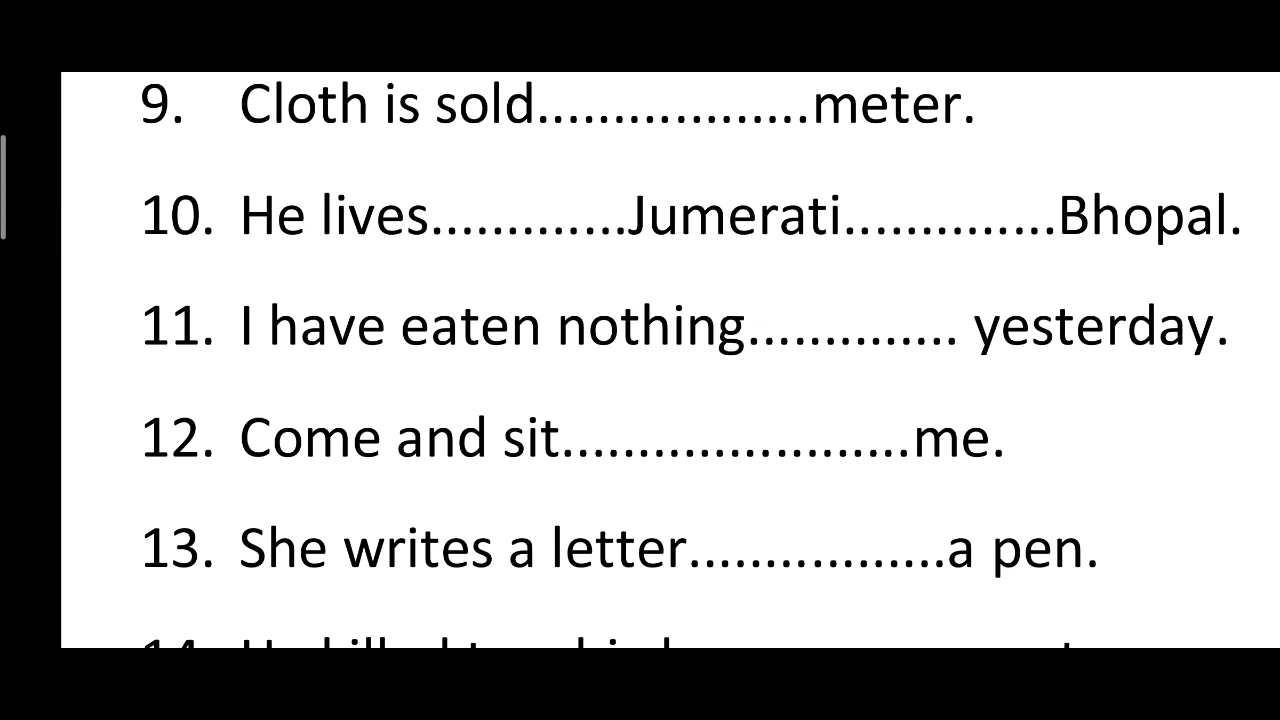 9. Cloth is sold..................meter.
10. He lives.............Jumerati..............Bhopal.
11. I have eaten nothing.............. yesterday.
12. Come and sit.......................me.
13. She writes a letter.................a pen.